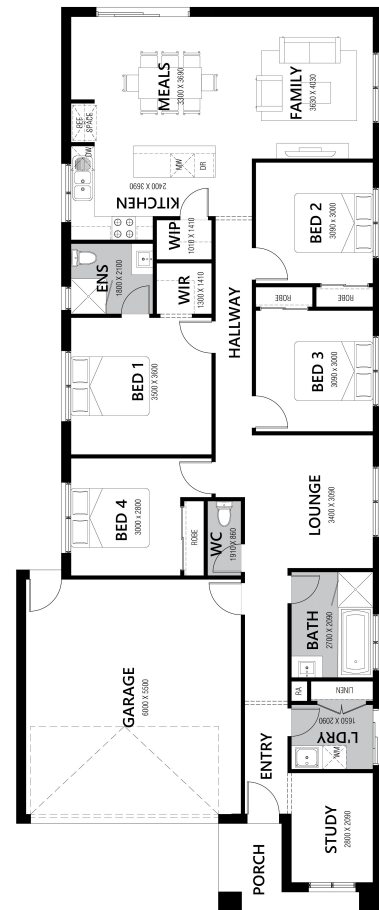 MEALS
3300 X 3690
FAMILY
3630 X 4030
REF.
SPACE
DW
MW
DR
2400 X 3690
KITCHEN
WIP
1010 X 1410
BED 2
3090 X 3000
ENS
1800 X 2100
WIR
1300 X 1410
HALLWAY
ROBE
ROBE
BED 1
3500 X 3600
BED 3
3090 X 3000
BED 4
3000 X 2800
ROBE
WC
1910 X 860
LOUNGE
3400 X 3090
BATH
2700 X 2090
GARAGE
6000 X 5500
RA
LINEN
1650 X 2090
L'DRY
WM
ENTRY
STUDY
2800 X 2090
PORCH